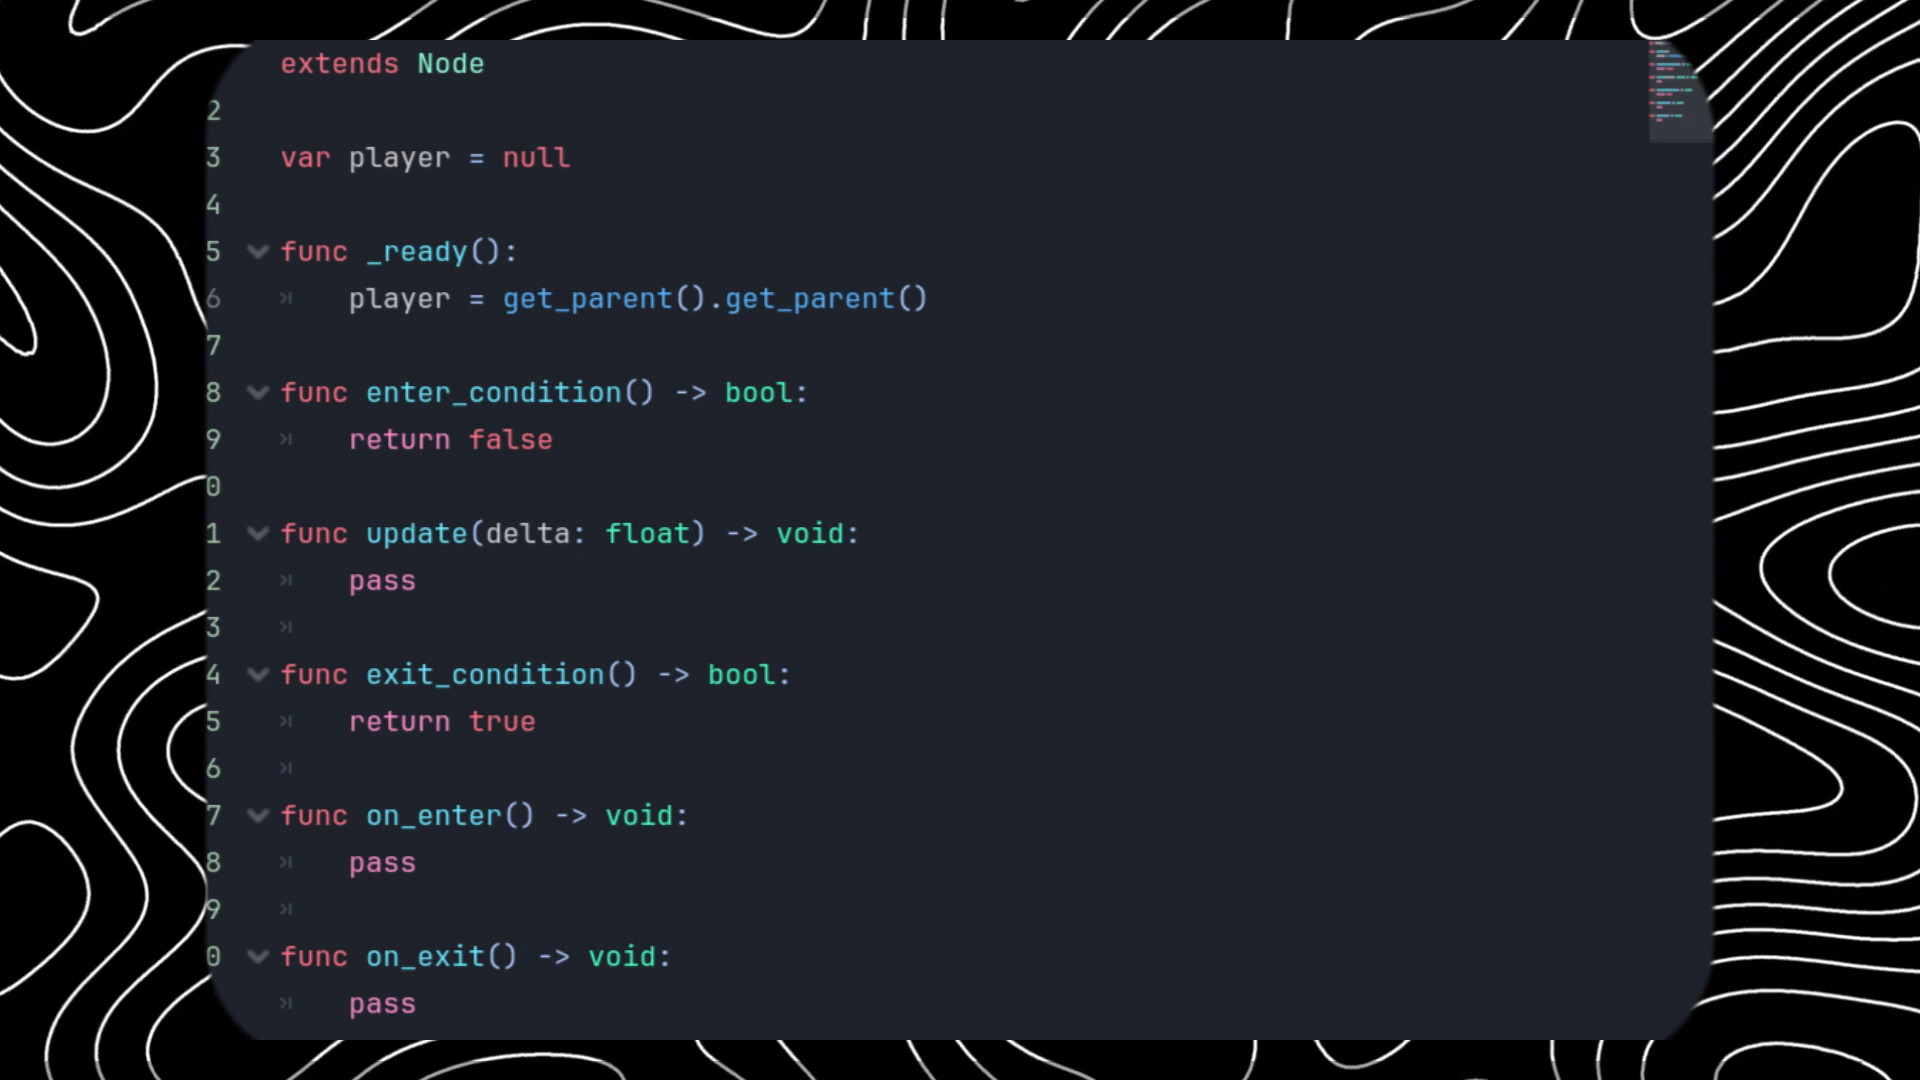 extends Node
2
3 var player = null
4
5 func _ready():
6 player = get_parent().get_parent()
7
8 func enter_condition() -> bool:
9 return false
0
1 func update(delta: float) -> void:
2 pass
3
4 func exit_condition() -> bool:
5 return true
6
7 func on_enter() -> void:
8 pass
9
0 func on_exit() -> void:
pass